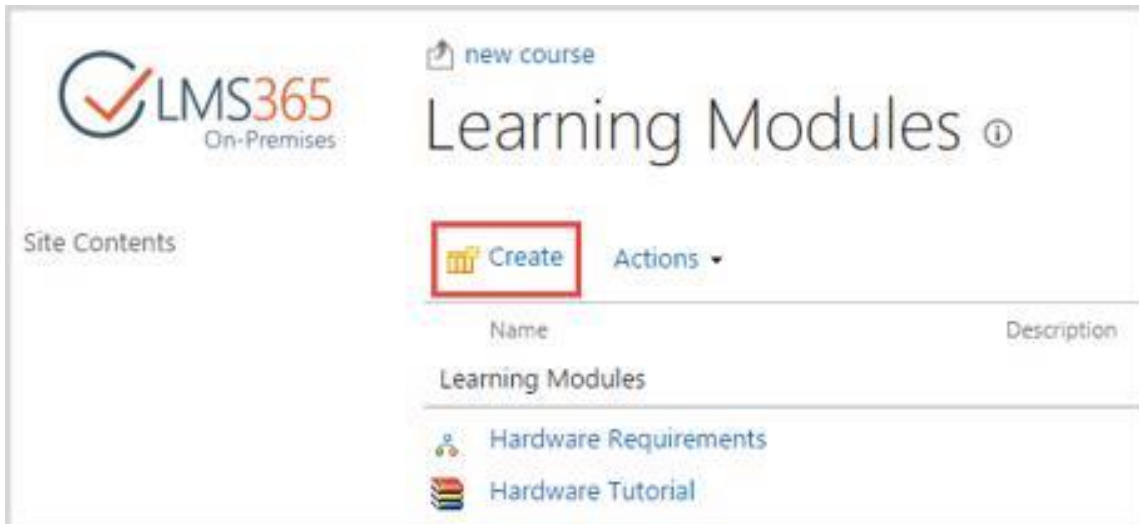 LMS365
On-Premises
new course
Learning Modules
Site Contents
Create Actions
Name Description
Learning Modules
Hardware Requirements
Hardware Tutorial